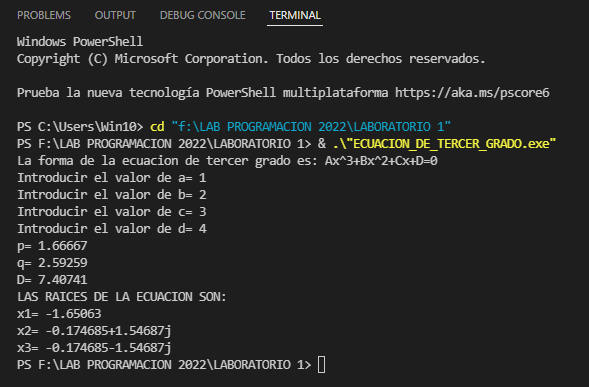 PROBLEMS OUTPUT DEBUG CONSOLE TERMINAL
Windows PowerShell
Copyright (C) Microsoft Corporation. Todos los derechos reservados.
Prueba la nueva tecnología PowerShell multiplataforma https://aka.ms/pscore6
PS C:\Users\Win10> cd "f:\LAB PROGRAMACION 2022\LABORATORIO 1"
PS F:\LAB PROGRAMACION 2022\LABORATORIO 1> & .\"ECUACION_DE_TERCER_GRADO.exe"
La forma de la ecuacion de tercer grado es: Ax^3+Bx^2+Cx+D=0
Introducir el valor de a= 1
Introducir el valor de b= 2
Introducir el valor de c= 3
Introducir el valor de d= 4
p= 1.66667
q= 2.59259
D= 7.40741
LAS RAICES DE LA ECUACION SON:
x1= -1.65063
x2= -0.174685+1.54687j
x3= -0.174685-1.54687j
PS F:\LAB PROGRAMACION 2022\LABORATORIO 1>